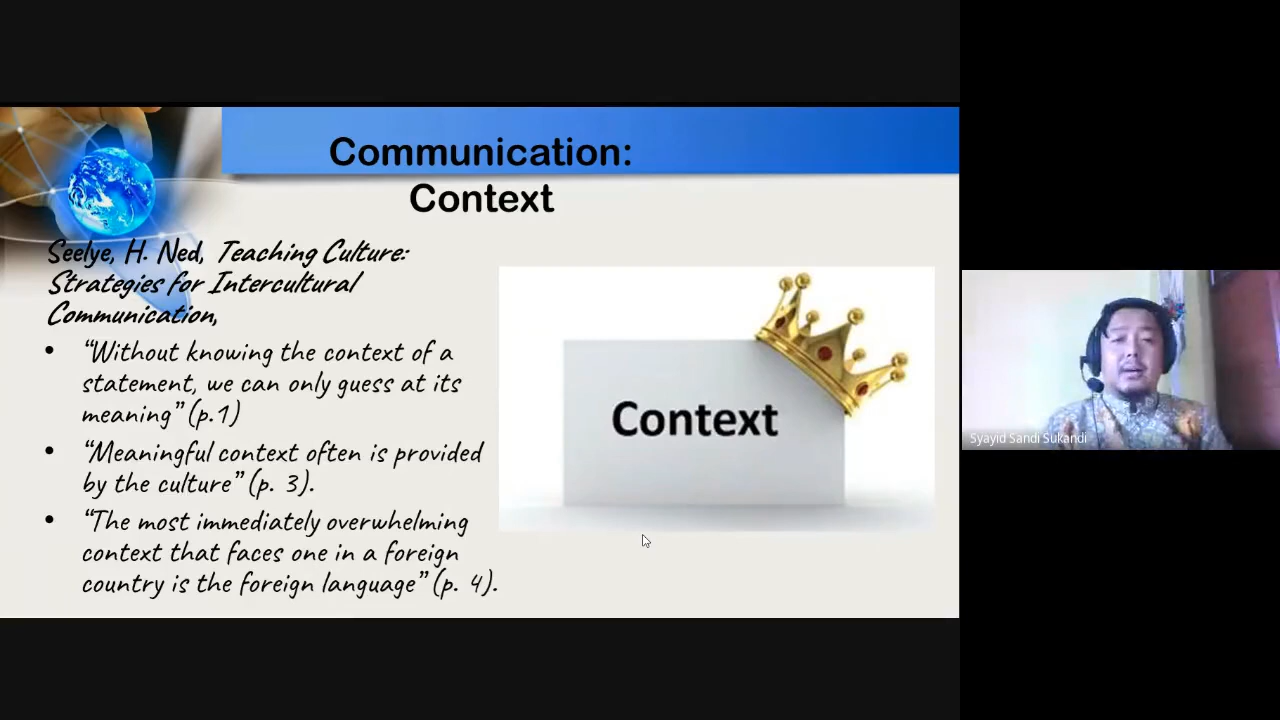 Communication:
Context
Seelye, H. Ned, Teaching Culture:
Strategies for Intercultural
Communication,
• “Without knowing the context of a
statement, we can only guess at its
meaning” (p.1)
• “Meaningful context often is provided
by the culture” (p. 3).
• “The most immediately overwhelming
context that faces one in a foreign
country is the foreign language” (p. 4).
Context
Syayid Sandi Sukandi